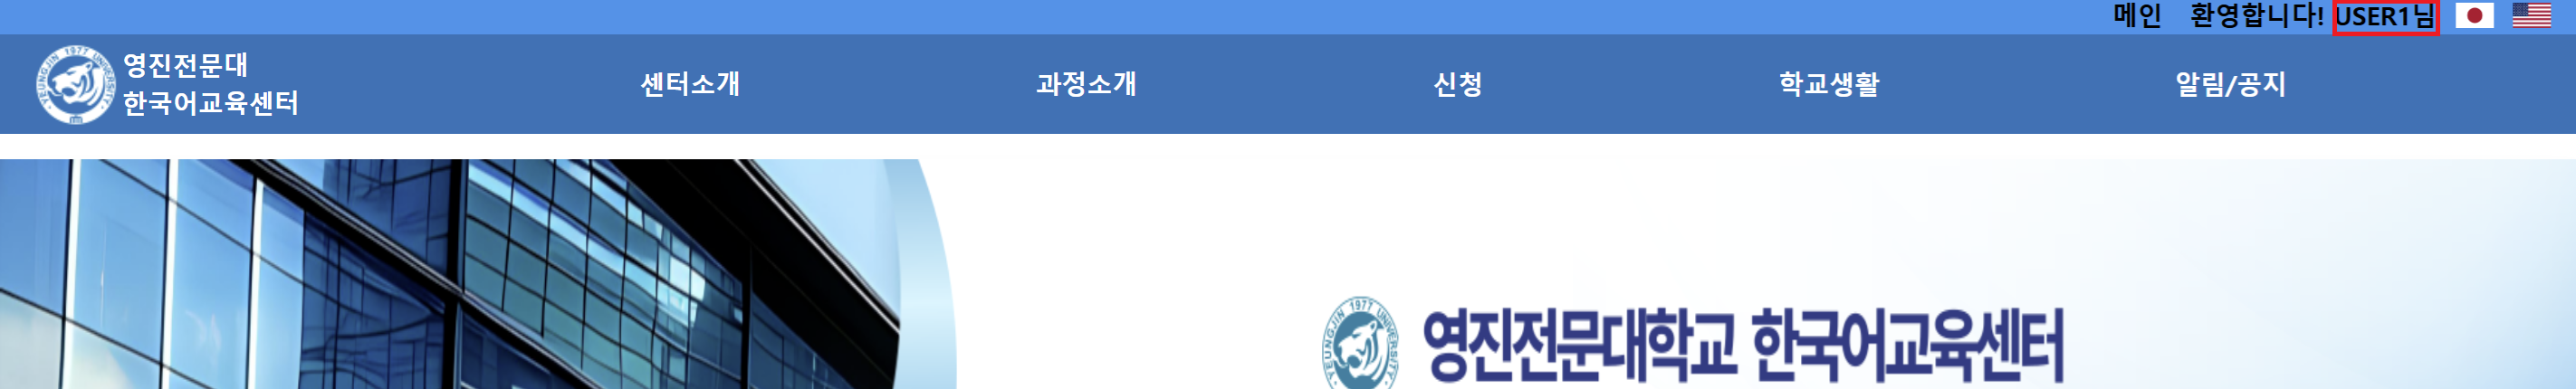 메인 환영합니다! USER1님
영진전문대
한국어교육센터
센터소개 과정소개 신청 학교생활 알림/공지
1977
YEUNGJIN UNIVERSITY
영진전문대학교 한국어교육센터
1977
YEUNGJIN UNIVERSITY